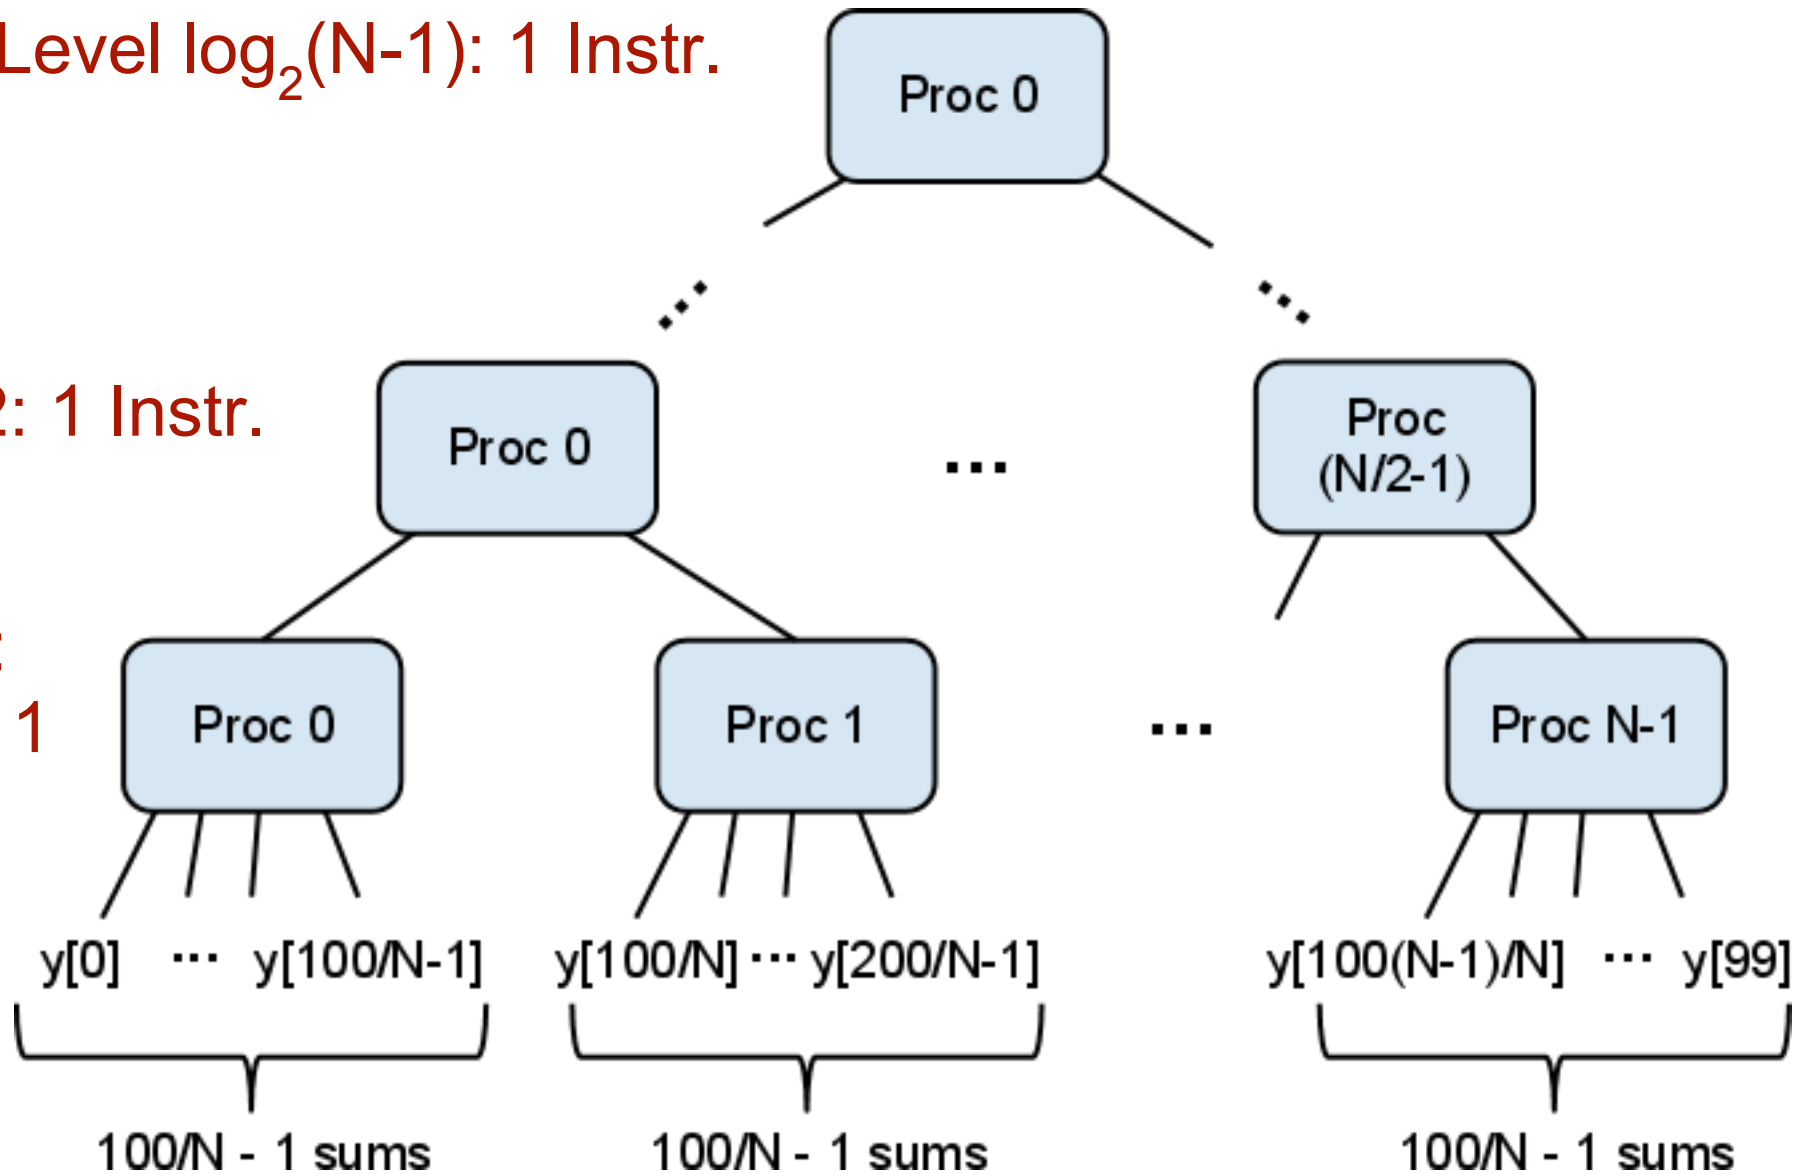 Level log₂(N-1): 1 Instr.
Proc 0
2: 1 Instr.
Proc 0
...
Proc
(N/2-1)
:
1
Proc 0
Proc 1
...
Proc N-1
y[0] ... y[100/N-1] y[100/N] ... y[200/N-1] y[100(N-1)/N] ... y[99]
100/N - 1 sums 100/N - 1 sums 100/N - 1 sums